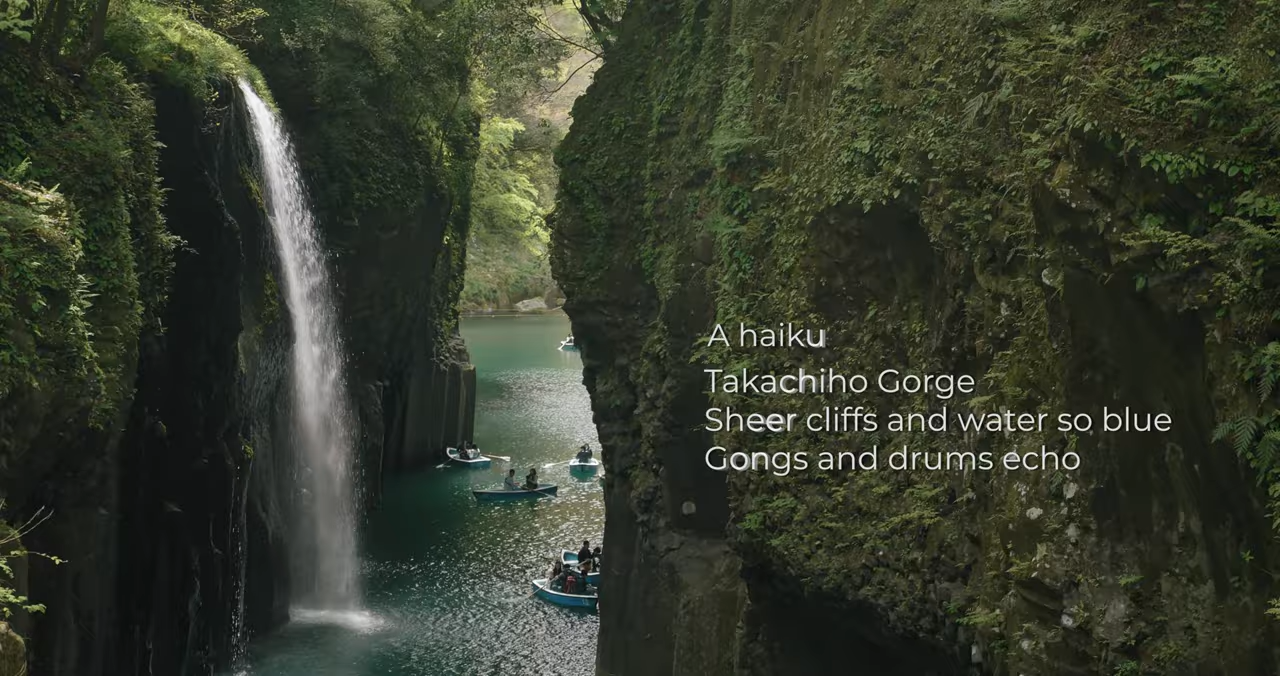 A haiku
Takachiho Gorge
Sheer cliffs and water so blue
Gongs and drums echo